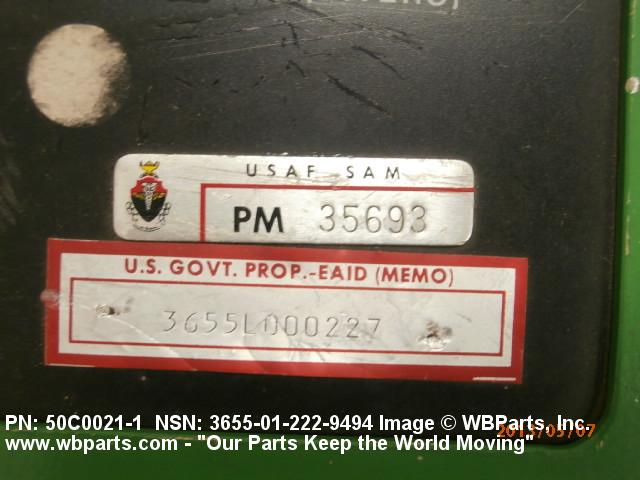 USAF SAM
PM 35693
U.S. GOVT. PROP.-EAID (MEMO)
3655L000227
PN: 50C0021-1 NSN: 3655-01-222-9494 Image © WBParts, Inc.
2013/05/07
www.wbparts.com - "Our Parts Keep the World Moving"